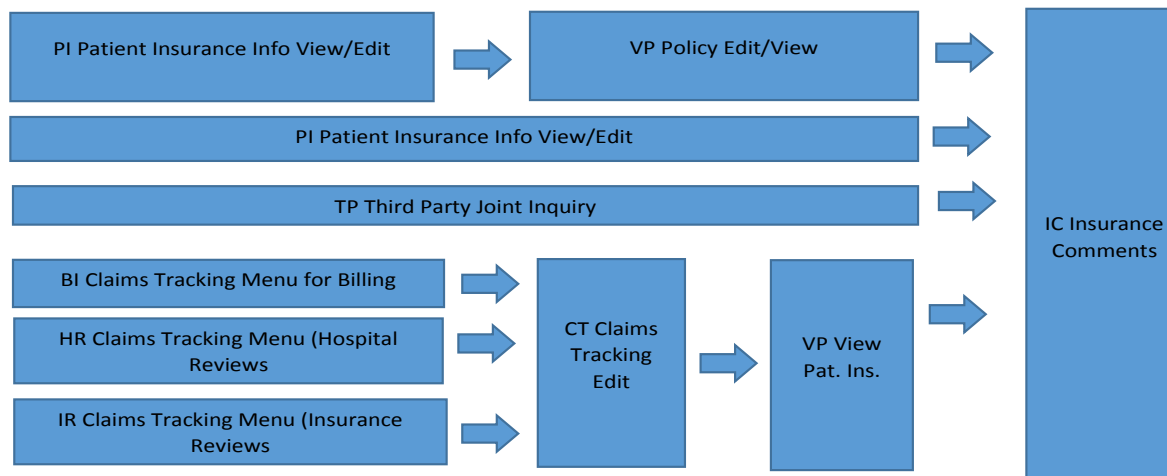 PI Patient Insurance Info View/Edit
VP Policy Edit/View
PI Patient Insurance Info View/Edit
TP Third Party Joint Inquiry
IC Insurance
Comments
BI Claims Tracking Menu for Billing
HR Claims Tracking Menu (Hospital
Reviews
IR Claims Tracking Menu (Insurance
Reviews
CT Claims
Tracking
Edit
VP View
Pat. Ins.